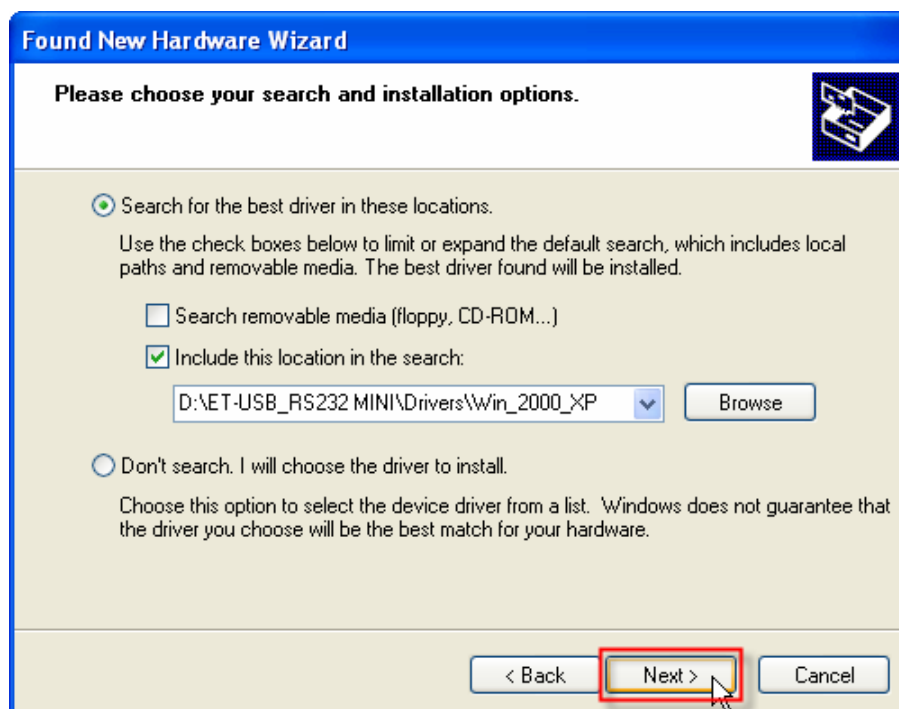 Found New Hardware Wizard
Please choose your search and installation options.
Search for the best driver in these locations.
Use the check boxes below to limit or expand the default search, which includes local
paths and removable media. The best driver found will be installed.
Search removable media (floppy, CD-ROM...)
Include this location in the search:
D:\ET-USB_RS232 MINI\Drivers\Win_2000_XP
Browse
Don't search. I will choose the driver to install.
Choose this option to select the device driver from a list. Windows does not guarantee that
the driver you choose will be the best match for your hardware.
< Back
Next >
Cancel